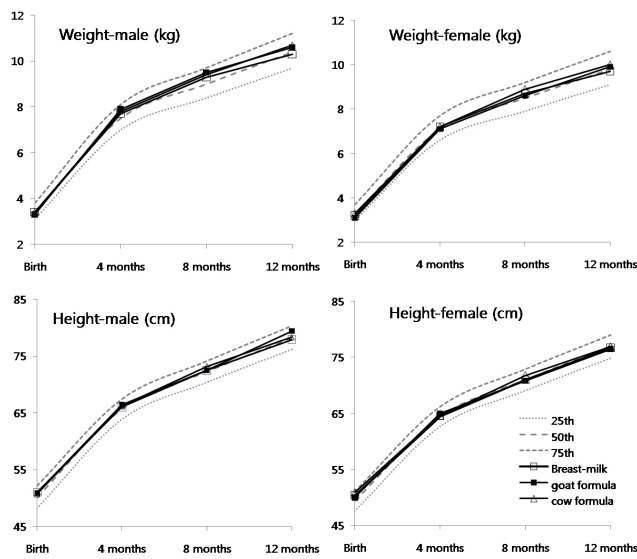 Weight-male (kg)
12
10
8
6
4
2
Birth 4 months 8 months 12 months
Weight-female (kg)
12
10
8
6
4
2
Birth 4 months 8 months 12 months
Height-male (cm)
85
75
65
55
45
Birth 4 months 8 months 12 months
Height-female (cm)
85
75
65
55
45
Birth 4 months 8 months 12 months
25th
50th
75th
Breast-milk
goat formula
cow formula